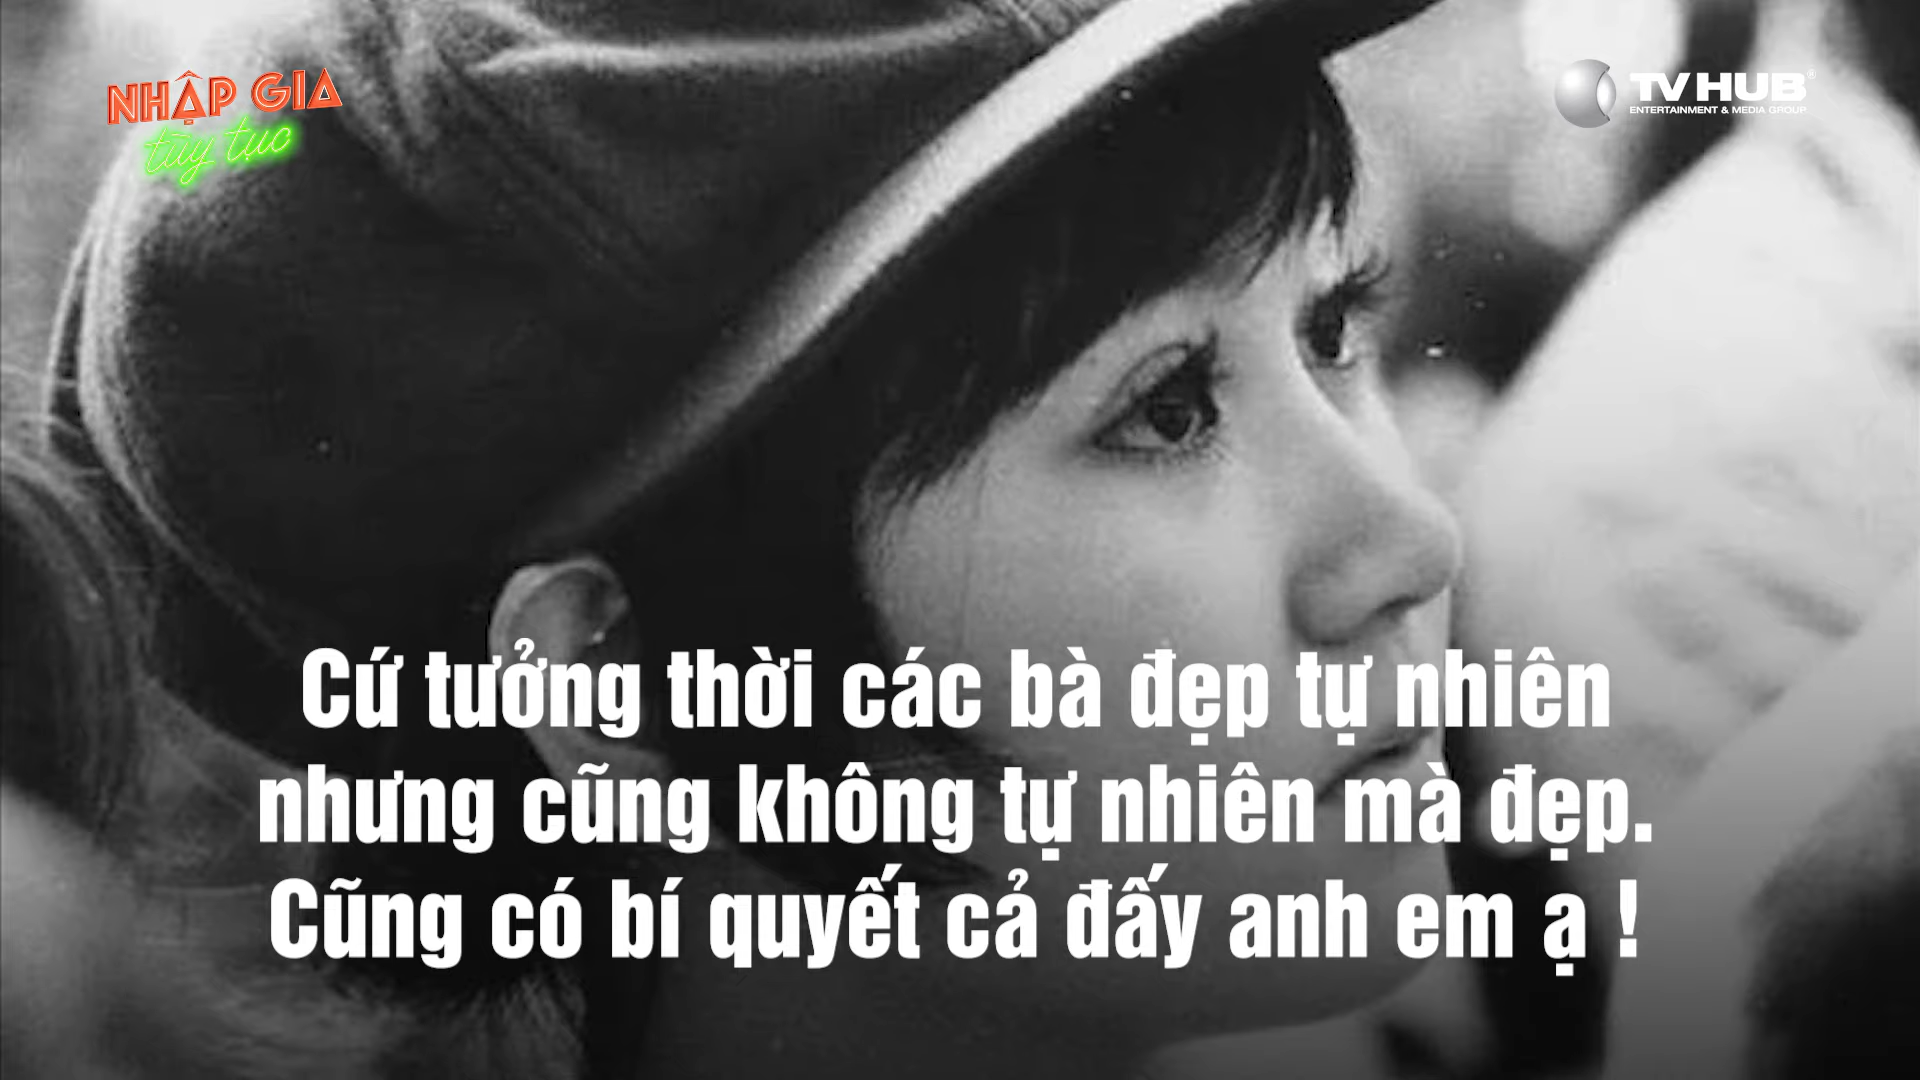 NHẬP GIA
tùy tục
TV HUB®
ENTERTAINMENT & MEDIA GROUP
Cứ tưởng thời các bà đẹp tự nhiên
nhưng cũng không tự nhiên mà đẹp.
Cũng có bí quyết cả đấy anh em ạ !